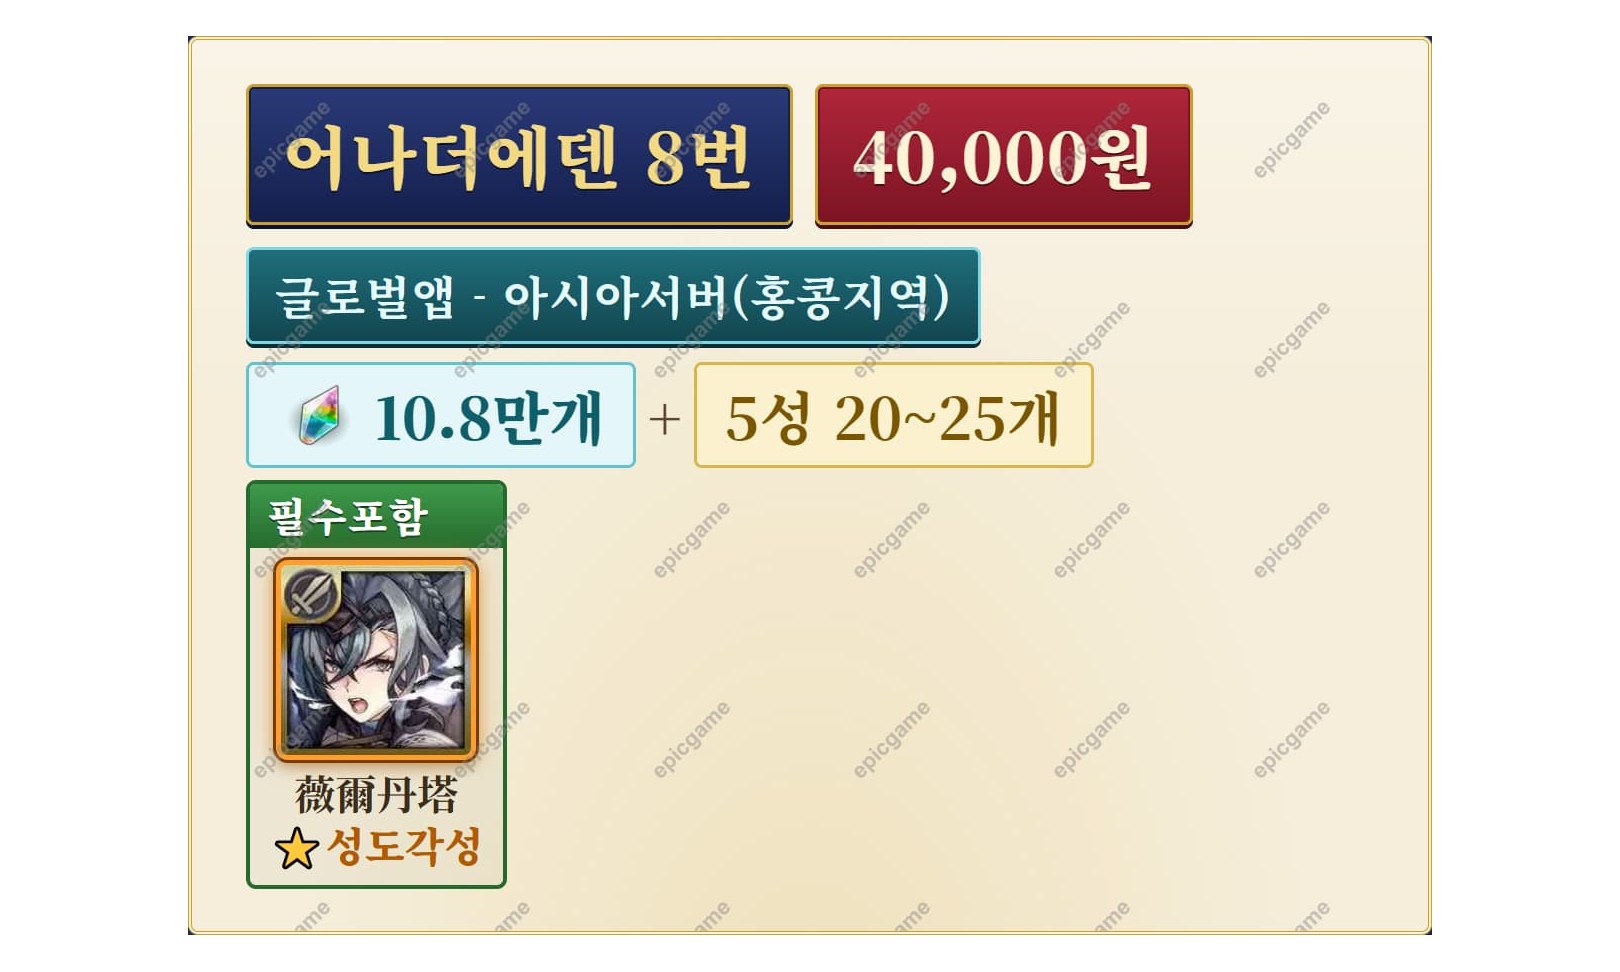 어나더에덴 8번 40,000원
글로벌앱 - 아시아서버(홍콩지역)
10.8만개 + 5성 20~25개
필수포함
薇爾丹塔
성도각성
epicgame